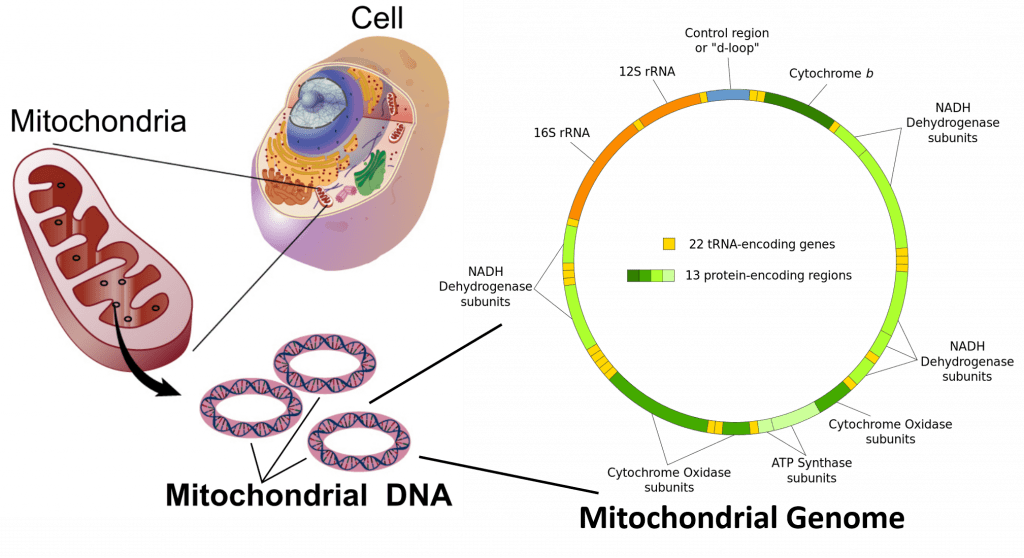 Cell
Mitochondria
Mitochondrial DNA
Control region
or "d-loop"
12S rRNA
Cytochrome b
16S rRNA
NADH
Dehydrogenase
subunits
22 tRNA-encoding genes
13 protein-encoding regions
NADH
Dehydrogenase
subunits
NADH
Dehydrogenase
subunits
Cytochrome Oxidase
subunits
ATP Synthase
subunits
Cytochrome Oxidase
subunits
Mitochondrial Genome